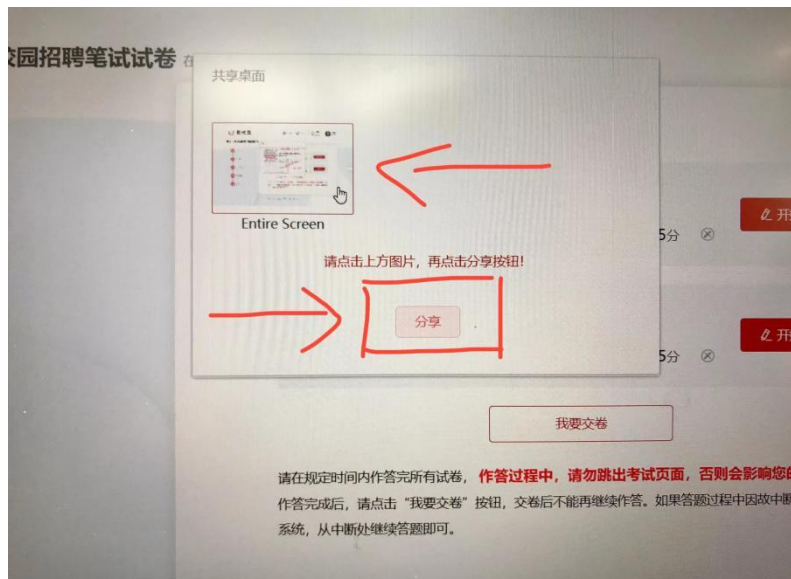 校园招聘笔试试卷 在
共享桌面
Entire Screen
5分
开
请点击上方图片，再点击分享按钮！
分享
5分
开
我要交卷
请在规定时间内作答完所有试卷，作答过程中，请勿跳出考试页面，否则会影响您的
作答完成后，请点击“我要交卷”按钮，交卷后不能再继续作答。如果答题过程中因故中断
系统，从中断处继续答题即可。